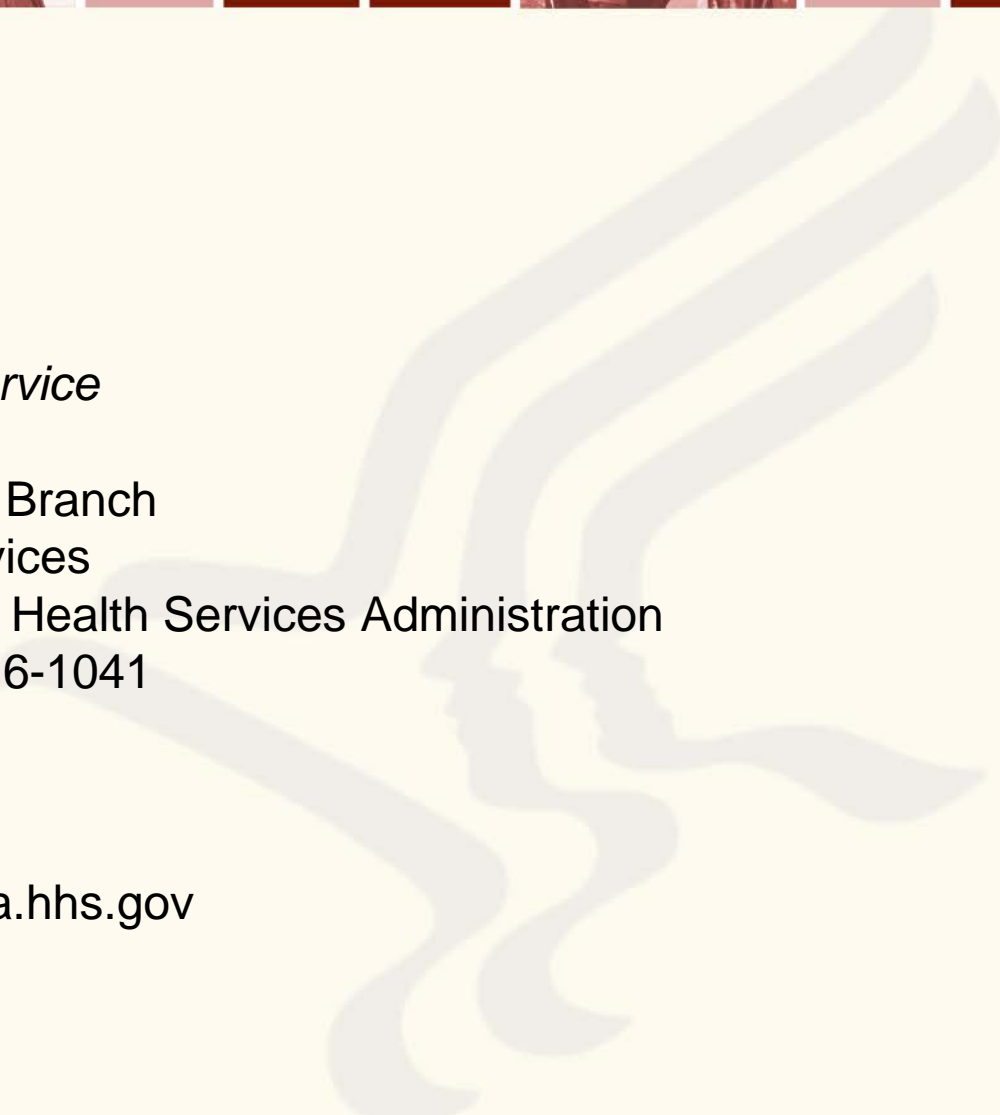 rvice
Branch
vices
Health Services Administration
6-1041
a.hhs.gov